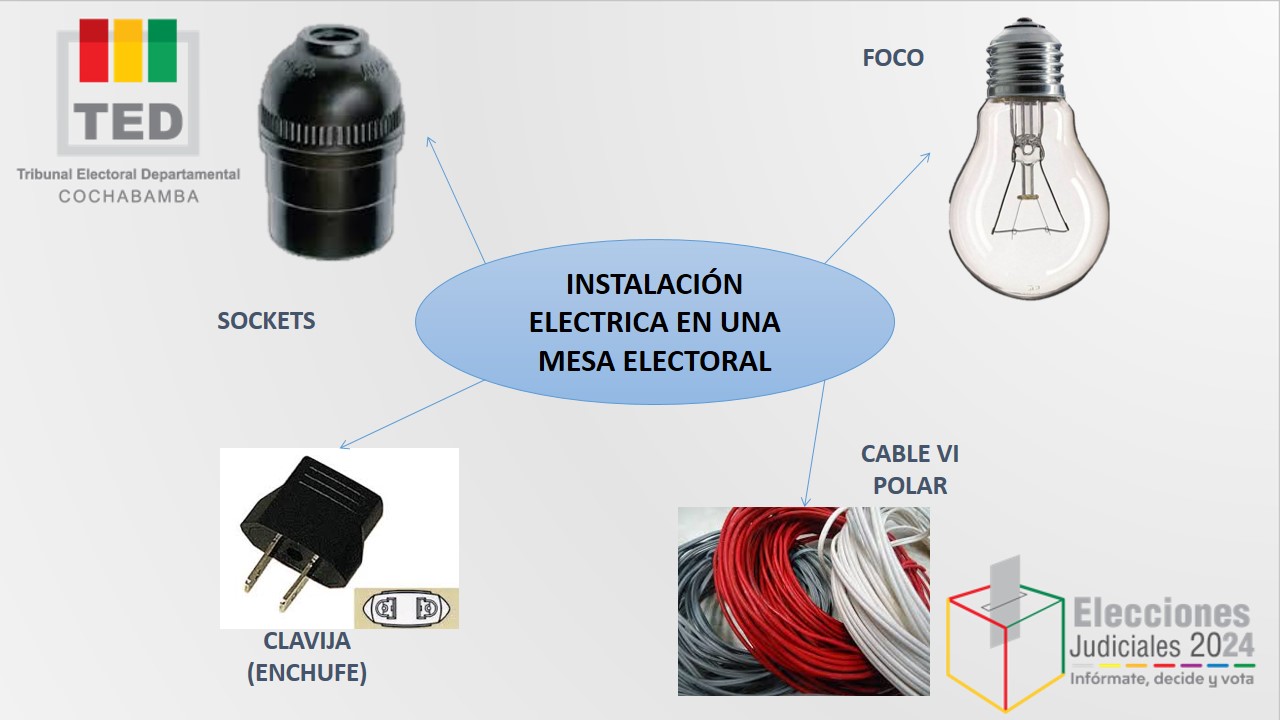 TED
Tribunal Electoral Departamental
COCHABAMBA
FOCO
INSTALACIÓN
ELECTRICA EN UNA
MESA ELECTORAL
SOCKETS
CABLE VI
POLAR
CLAVIJA
(ENCHUFE)
Elecciones
Judiciales 2024
Infórmate, decide y vota